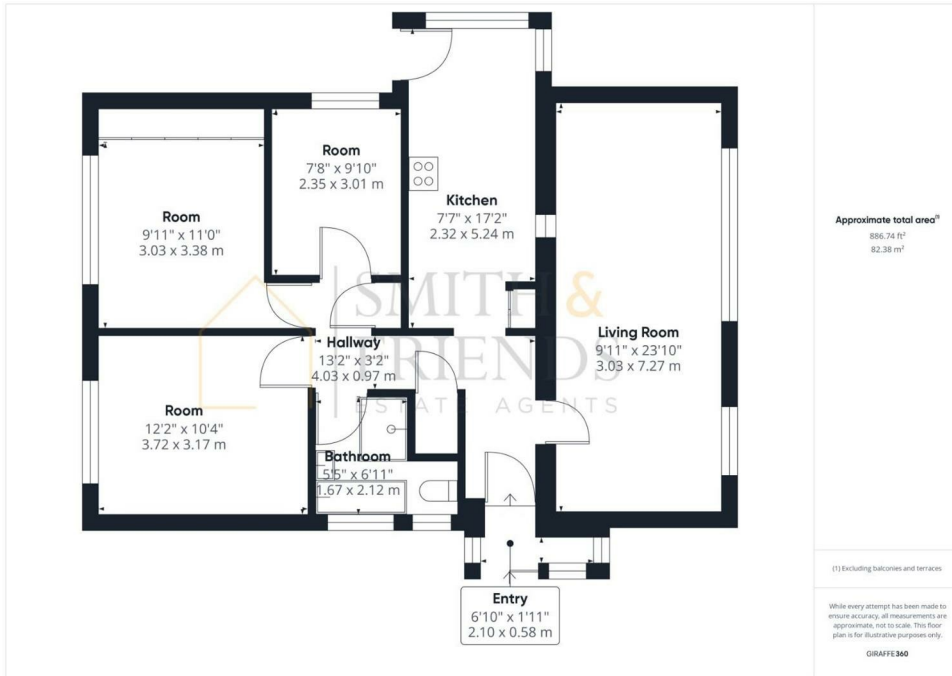 Room
7'8" x 9'10"
2.35 x 3.01 m
Kitchen
7'7" x 17'2"
2.32 x 5.24 m
Room
9'11" x 11'0"
3.03 x 3.38 m
SMITH &
FRIENDS
ESTATE AGENTS
Hallway
13'2" x 3'2"
4.03 x 0.97 m
Living Room
9'11" x 23'10"
3.03 x 7.27 m
Room
12'2" x 10'4"
3.72 x 3.17 m
Bathroom
5'5" x 6'11"
1.67 x 2.12 m
Entry
6'10" x 1'11"
2.10 x 0.58 m
Approximate total area⁽¹⁾
886.74 ft²
82.38 m²
(1) Excluding balconies and terraces
While every attempt has been made to
ensure accuracy, all measurements are
approximate, not to scale. This floor
plan is for illustrative purposes only.
GIRAFFE360